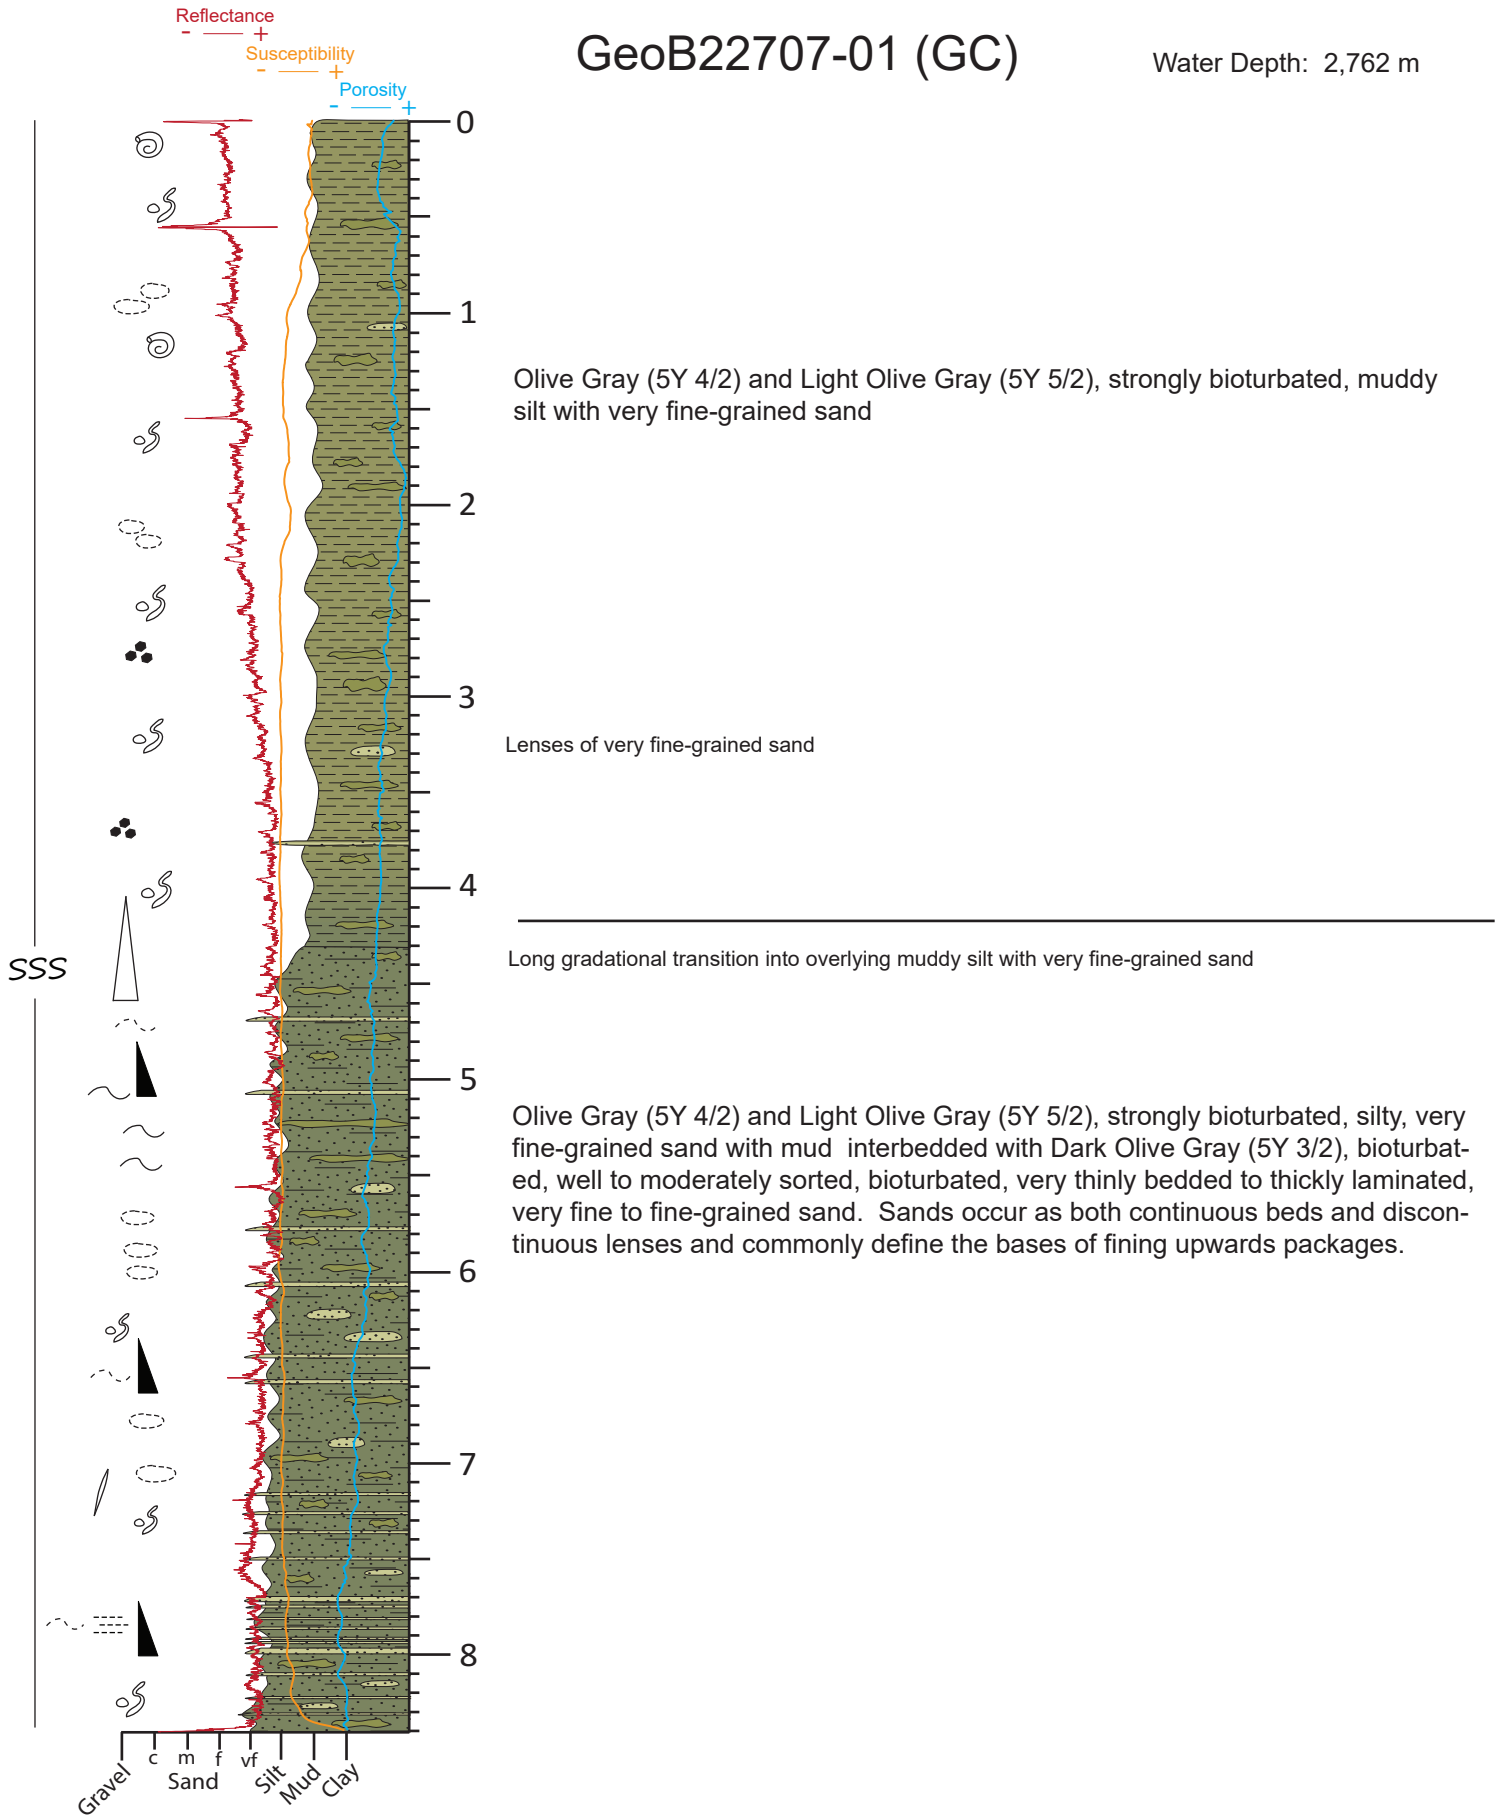 Reflectance
- +
GeoB22707-01 (GC)
Water Depth: 2,762 m
Susceptibility
- +
Porosity
- +
0
1
Olive Gray (5Y 4/2) and Light Olive Gray (5Y 5/2), strongly bioturbated, muddy
silt with very fine-grained sand
2
3
Lenses of very fine-grained sand
4
Long gradational transition into overlying muddy silt with very fine-grained sand
SSS
5
Olive Gray (5Y 4/2) and Light Olive Gray (5Y 5/2), strongly bioturbated, silty, very
fine-grained sand with mud  interbedded with Dark Olive Gray (5Y 3/2), bioturbat-
ed, well to moderately sorted, bioturbated, very thinly bedded to thickly laminated,
very fine to fine-grained sand.  Sands occur as both continuous beds and discon-
tinuous lenses and commonly define the bases of fining upwards packages.
6
7
8
Gravel c m f vf Silt Mud Clay
Sand